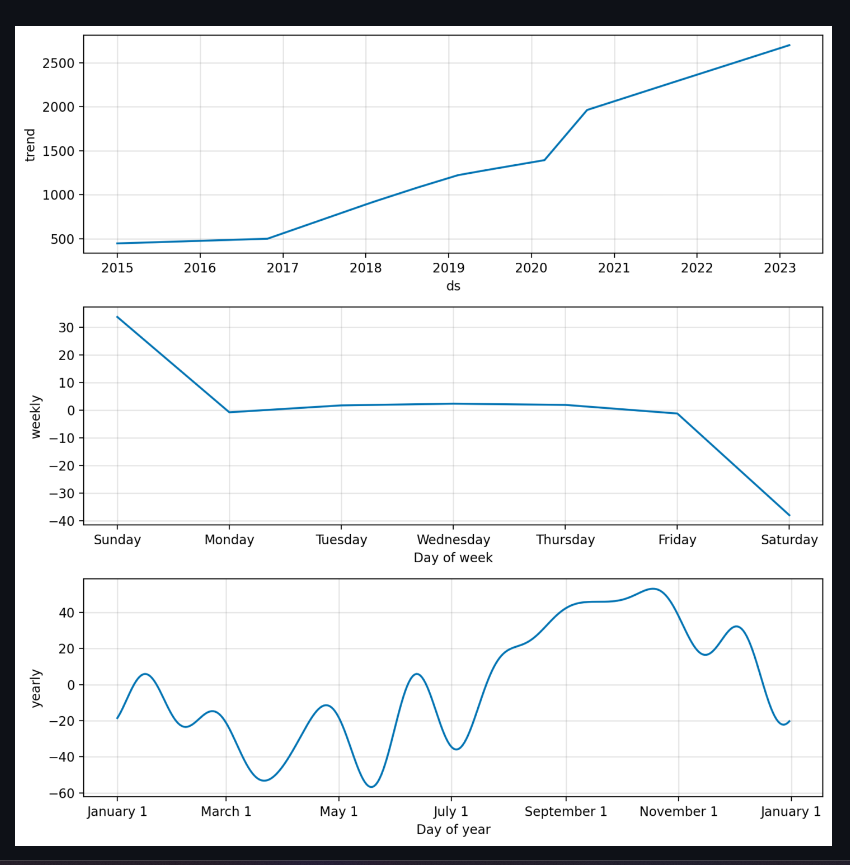 trend
2500
2000
1500
1000
500
2015 2016 2017 2018 2019 2020 2021 2022 2023
ds
weekly
30
20
10
0
−10
−20
−30
−40
Sunday Monday Tuesday Wednesday Thursday Friday Saturday
Day of week
yearly
40
20
0
−20
−40
−60
January 1 March 1 May 1 July 1 September 1 November 1 January 1
Day of year